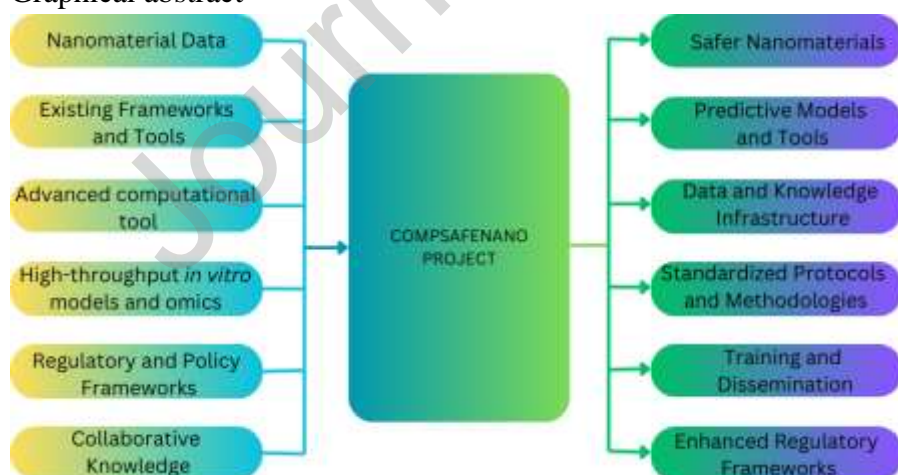 Graphical abstract
Journ
Nanomaterial Data
Existing Frameworks
and Tools
Advanced computational
tool
High-throughput in vitro
models and omics
Regulatory and Policy
Frameworks
Collaborative
Knowledge
COMPSAFENANO
PROJECT
Safer Nanomaterials
Predictive Models
and Tools
Data and Knowledge
Infrastructure
Standardized Protocols
and Methodologies
Training and
Dissemination
Enhanced Regulatory
Frameworks